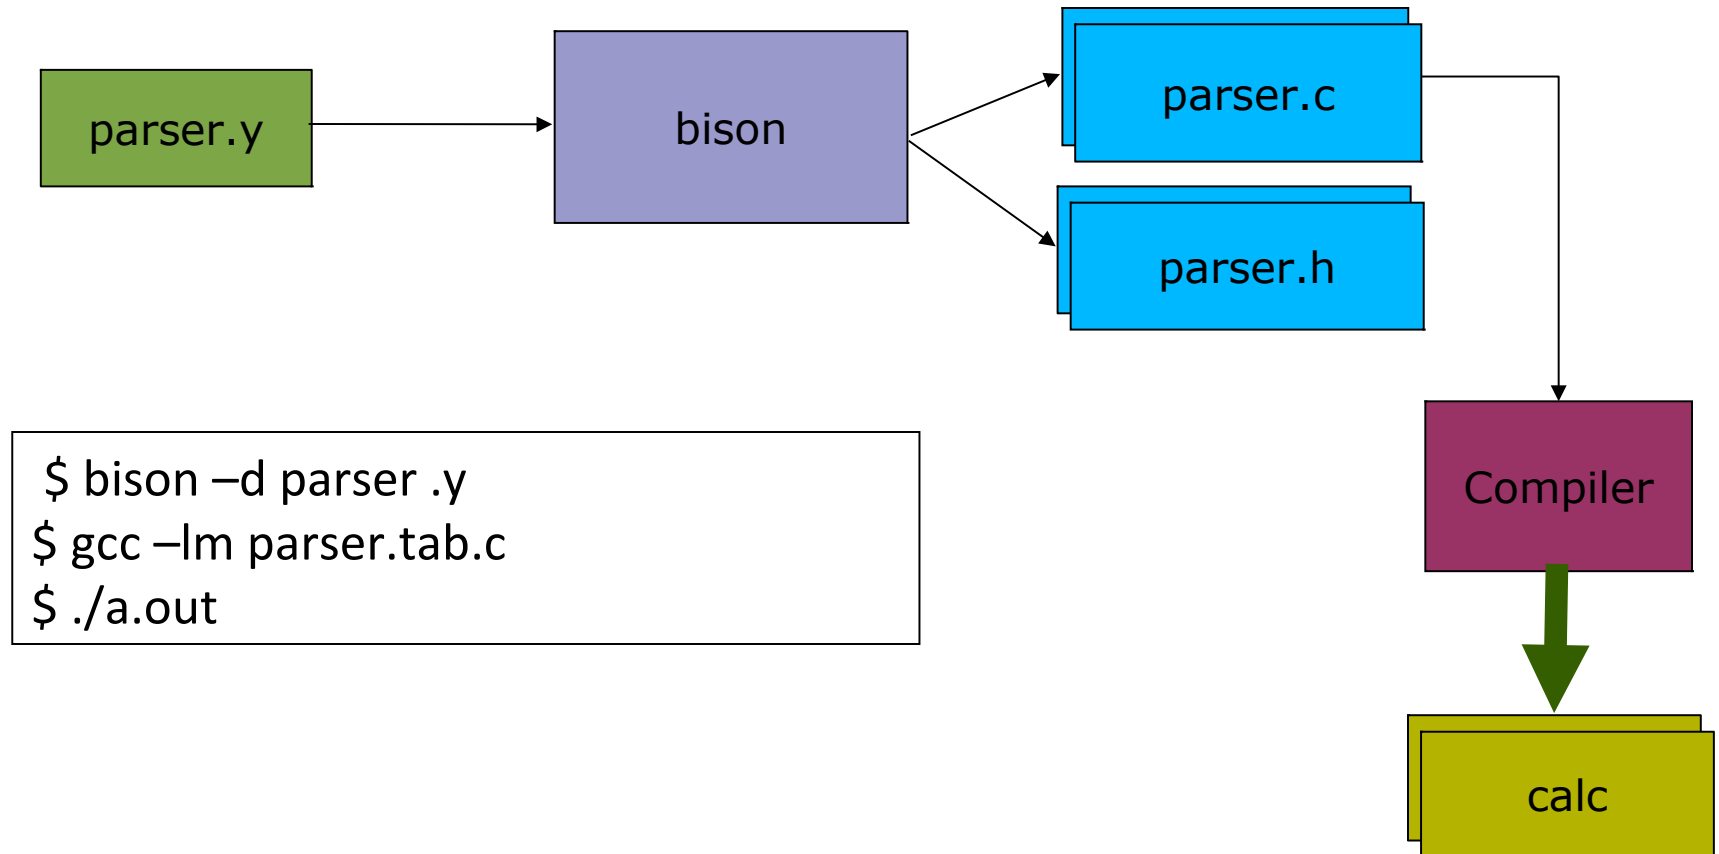 parser.y
bison
parser.c
parser.h
$ bison –d parser .y
$ gcc –lm parser.tab.c
$ ./a.out
Compiler
calc